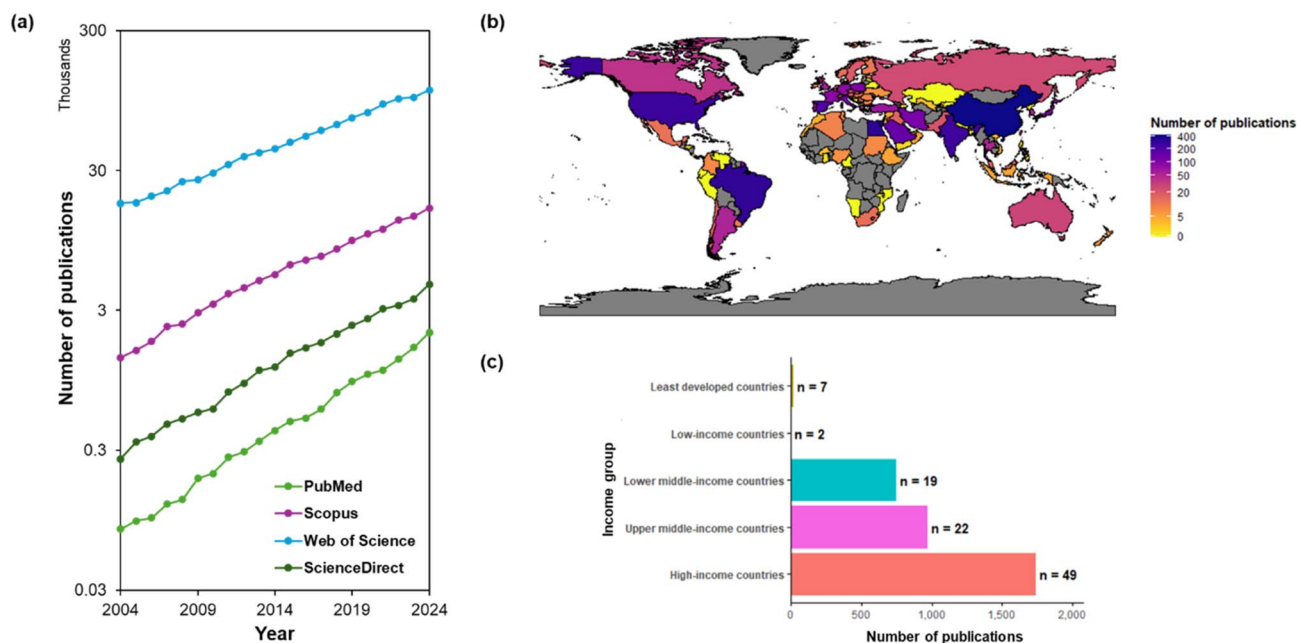 (a)
300
Thousands
30
3
0.3
0.03
Number of publications
2004
2009
2014
2019
2024
Year
PubMed
Scopus
Web of Science
ScienceDirect
(b)
Number of publications
400
200
100
50
20
5
0
(c)
Income group
Least developed countries
n = 7
Low-income countries
n = 2
Lower middle-income countries
n = 19
Upper middle-income countries
n = 22
High-income countries
n = 49
0
500
1,000
1,500
2,000
Number of publications